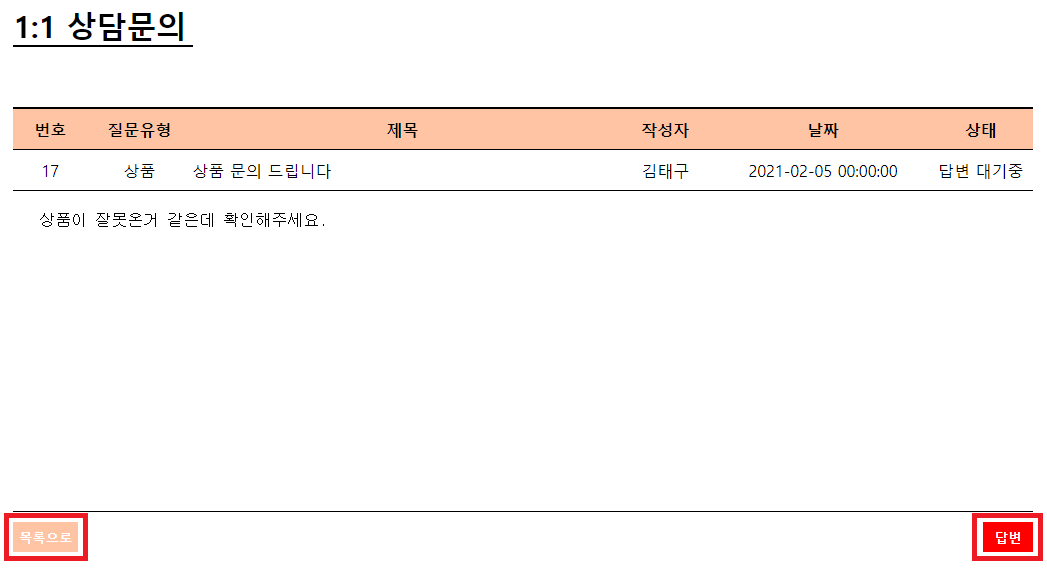 1:1 상담문의
번호 질문유형 제목 작성자 날짜 상태
17 상품 상품 문의 드립니다 김태구 2021-02-05 00:00:00 답변 대기중
상품이 잘못온거 같은데 확인해주세요.
목록으로 답변